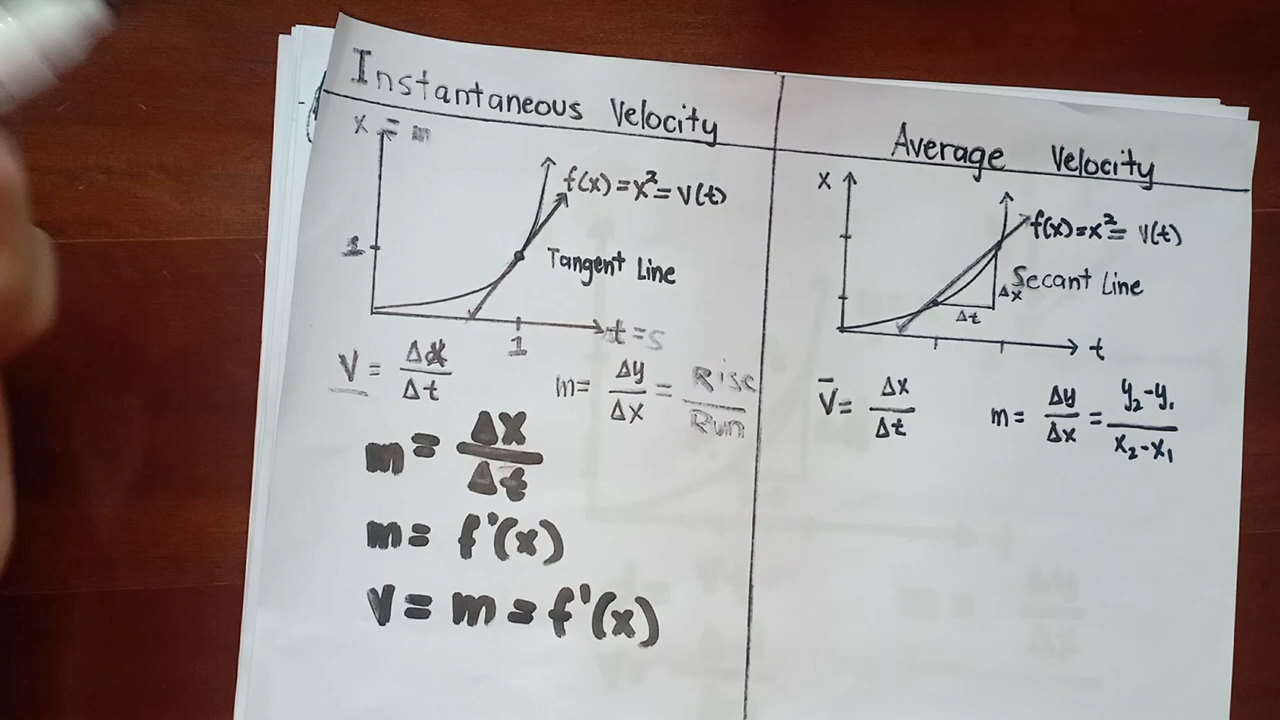 Instantaneous Velocity
x = m
f(x)=x²=v(t)
1
Tangent Line
1
t=s
V = Δx/Δt
m= Δy/Δx = Rise/Run
m = Δx/Δt
m= f'(x)
v= m = f'(x)
Average Velocity
x
f(x)=x²= v(t)
Secant Line
Δx
Δt
t
V̄= Δx/Δt
m= Δy/Δx = y₂-y₁/x₂-x₁